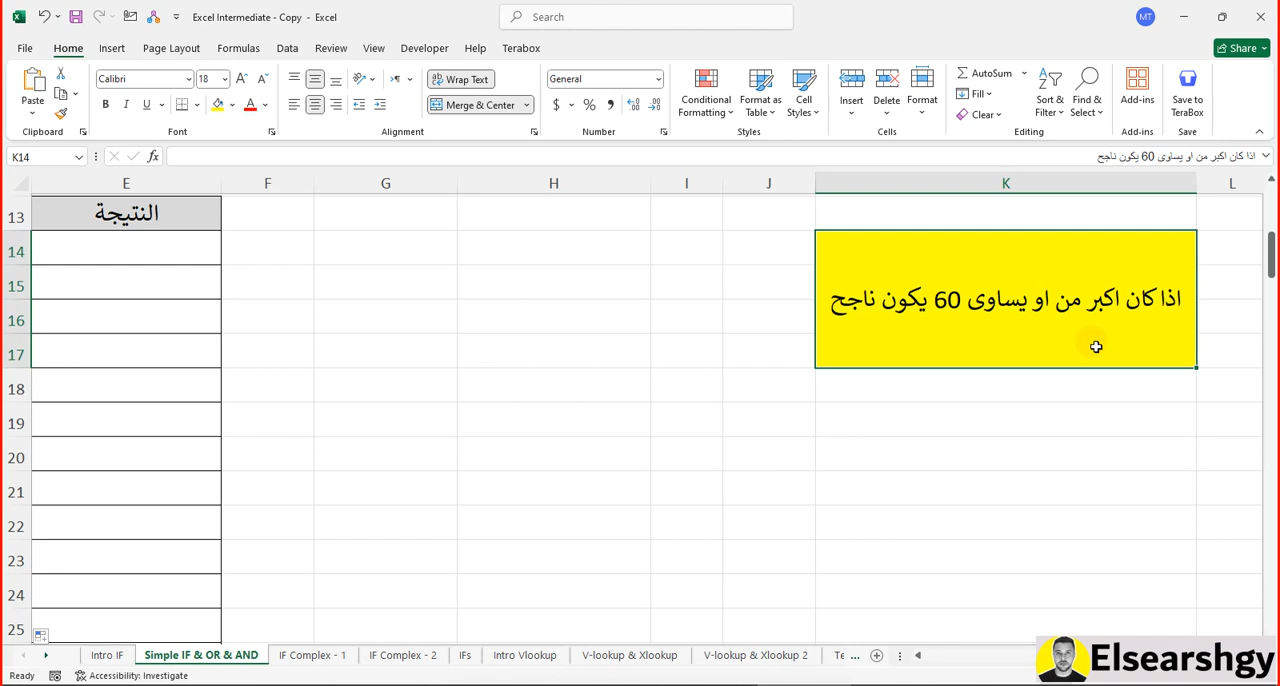 Excel Intermediate - Copy - Excel
Search
MT
File Home Insert Page Layout Formulas Data Review View Developer Help Terabox
Share
Paste
Clipboard
Calibri 18
B I U
Font
Wrap Text
Merge & Center
Alignment
General
$ %
Number
Conditional Formatting
Format as Table
Cell Styles
Styles
Insert
Delete
Format
Cells
AutoSum
Fill
Clear
Sort & Filter
Find & Select
Editing
Add-ins
Add-ins
Save to TeraBox
Save
K14
fx
اذا كان اكبر من او يساوى 60 يكون ناجح
E F G H I J K L
13
النتيجة
14
15
16
17
اذا كان اكبر من او يساوى 60 يكون ناجح
18
19
20
21
22
23
24
25
Intro IF Simple IF & OR & AND IF Complex - 1 IF Complex - 2 IFs Intro Vlookup V-lookup & Xlookup V-lookup & Xlookup 2 Te ...
Ready
Accessibility: Investigate
Elsearshgy